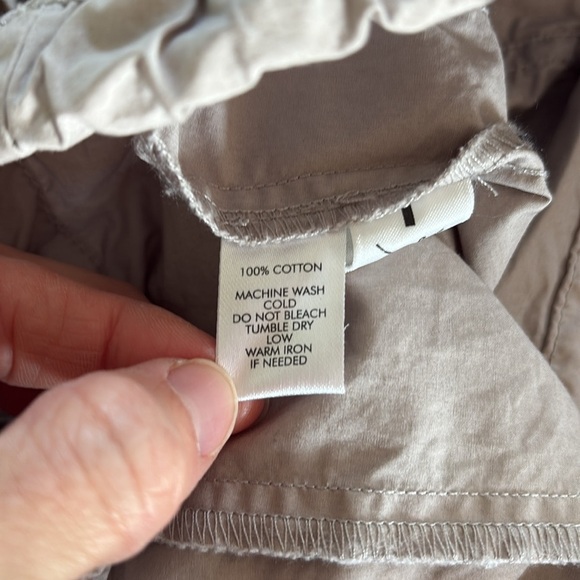 100% COTTON
MACHINE WASH
COLD
DO NOT BLEACH
TUMBLE DRY
LOW
WARM IRON
IF NEEDED